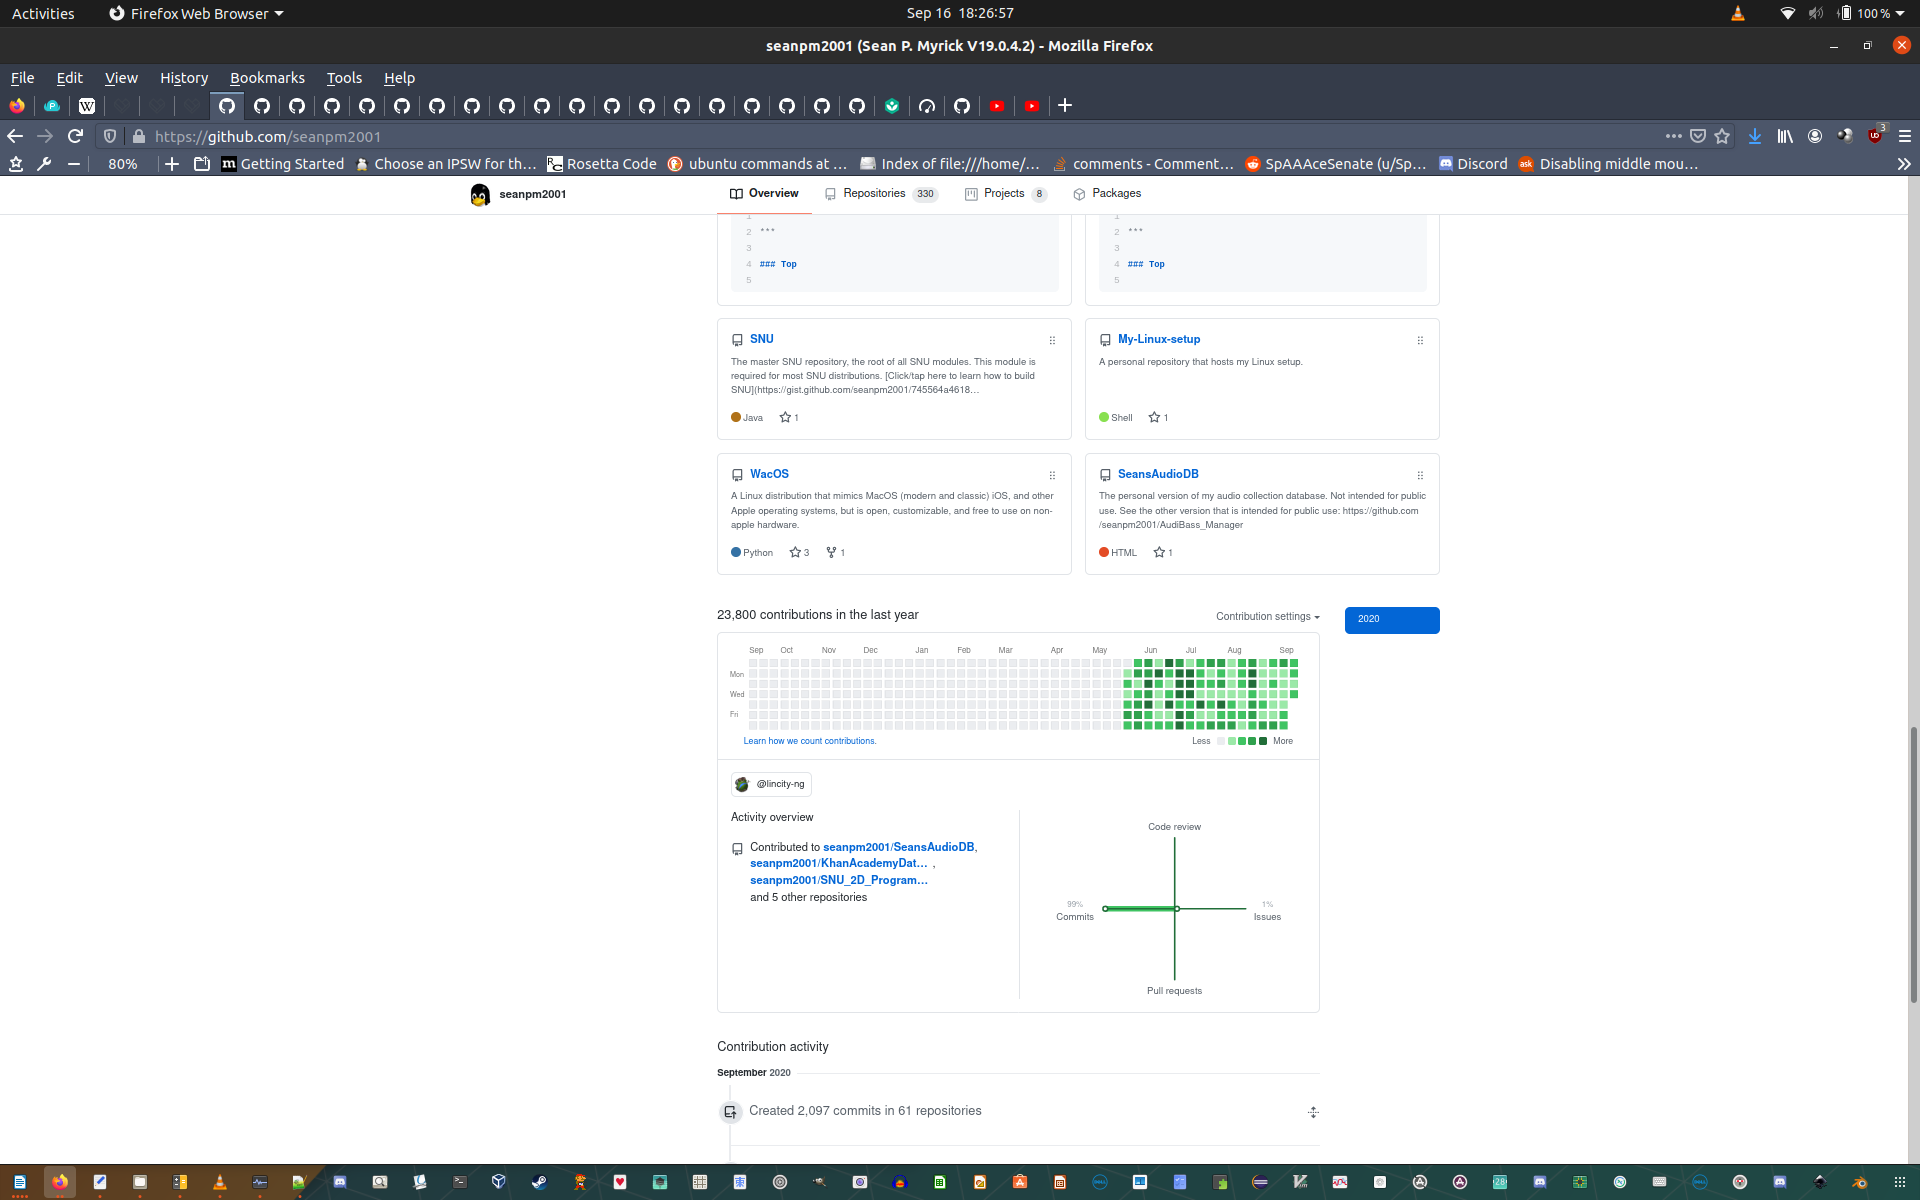 Activities
Firefox Web Browser
Sep 16 18:26:57
100 %
seanpm2001 (Sean P. Myrick V19.0.4.2) - Mozilla Firefox
File Edit View History Bookmarks Tools Help
https://github.com/seanpm2001
3
80%
Getting Started
Choose an IPSW for th...
Rosetta Code
ubuntu commands at ...
Index of file:///home/...
comments - Comment...
SpAAAceSenate (u/Sp...
Discord
Disabling middle mou...
seanpm2001
Overview
Repositories 330
Projects 8
Packages
1
2 ***
3
4 ### Top
5
1
2 ***
3
4 ### Top
5
SNU
The master SNU repository, the root of all SNU modules. This module is
required for most SNU distributions. [Click/tap here to learn how to build
SNU](https://gist.github.com/seanpm2001/745564a4618...
Java 1
My-Linux-setup
A personal repository that hosts my Linux setup.
Shell 1
WacOS
A Linux distribution that mimics MacOS (modern and classic) iOS, and other
Apple operating systems, but is open, customizable, and free to use on non-
apple hardware.
Python 3 1
SeansAudioDB
The personal version of my audio collection database. Not intended for public
use. See the other version that is intended for public use: https://github.com
/seanpm2001/AudiBass_Manager
HTML 1
23,800 contributions in the last year
Contribution settings
2020
Sep Oct Nov Dec Jan Feb Mar Apr May Jun Jul Aug Sep
Mon
Wed
Fri
Learn how we count contributions.
Less More
@lincity-ng
Activity overview
Contributed to seanpm2001/SeansAudioDB,
seanpm2001/KhanAcademyDat... ,
seanpm2001/SNU_2D_Program...
and 5 other repositories
Code review
99%
Commits
1%
Issues
Pull requests
Contribution activity
September 2020
Created 2,097 commits in 61 repositories